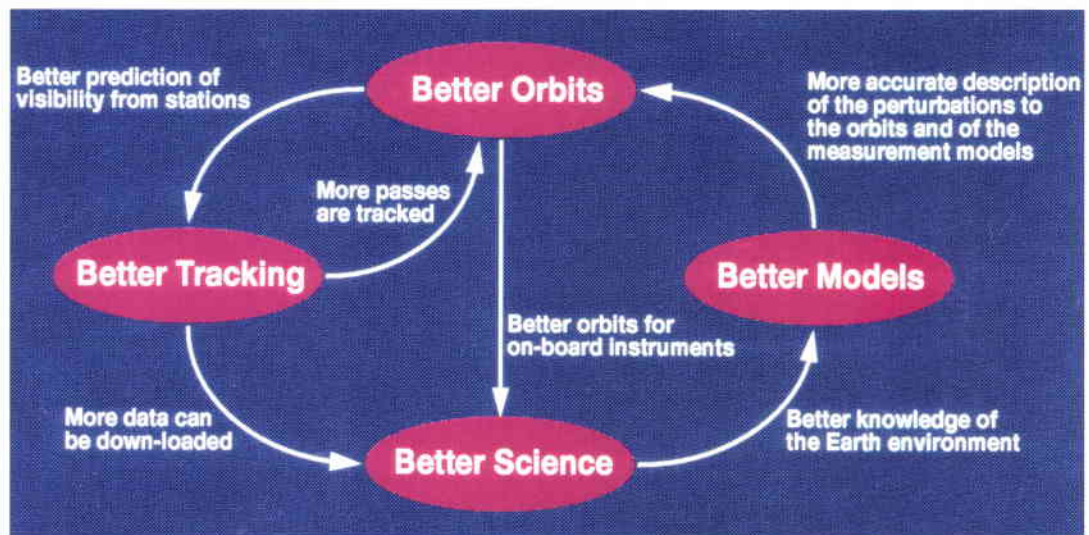 Better prediction of
visibility from stations
Better Orbits
More accurate description
of the perturbations to
the orbits and of the
measurement models
More passes
are tracked
Better Tracking
Better Models
Better orbits for
on-board instruments
More data can
be down-loaded
Better Science
Better knowledge of
the Earth environment